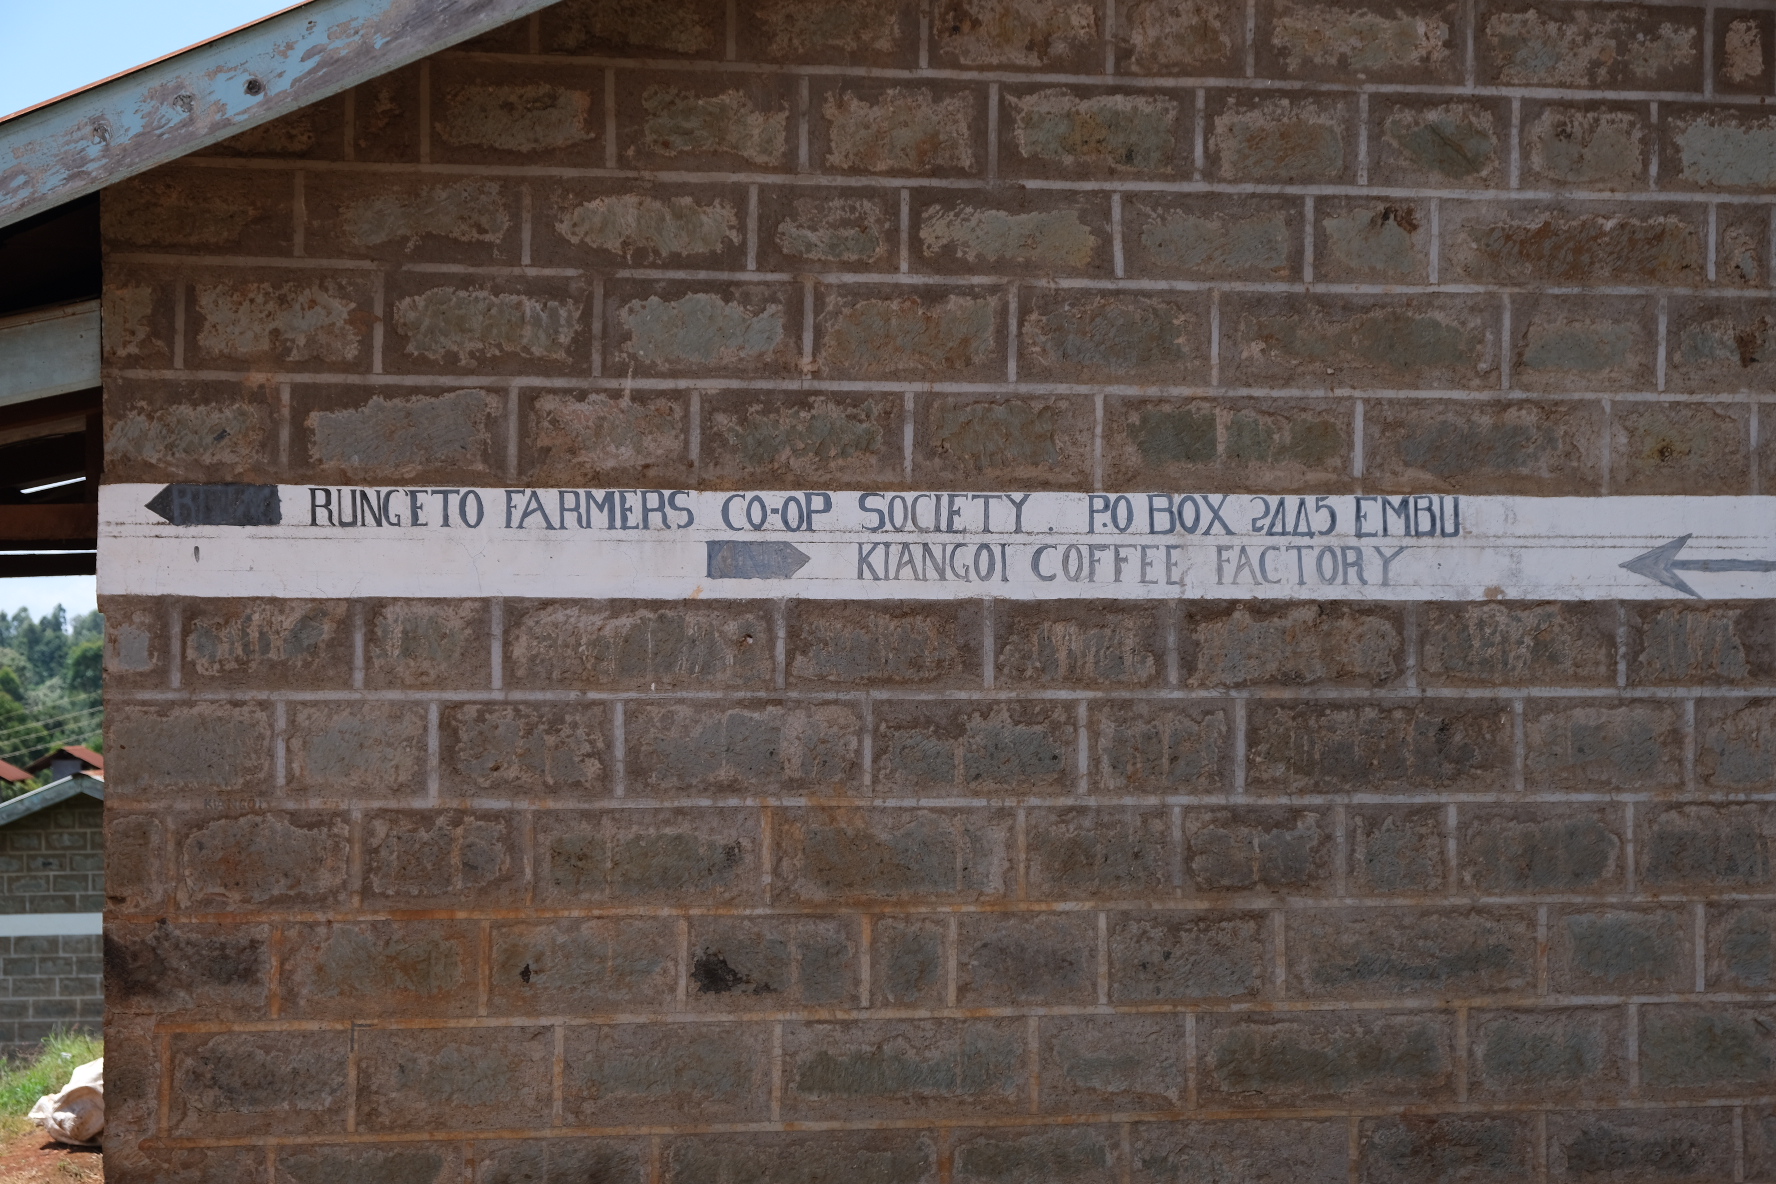 RUNGETO FARMERS CO-OP SOCIETY. P.O BOX 2445 EMBU
KIANGOI COFFEE FACTORY